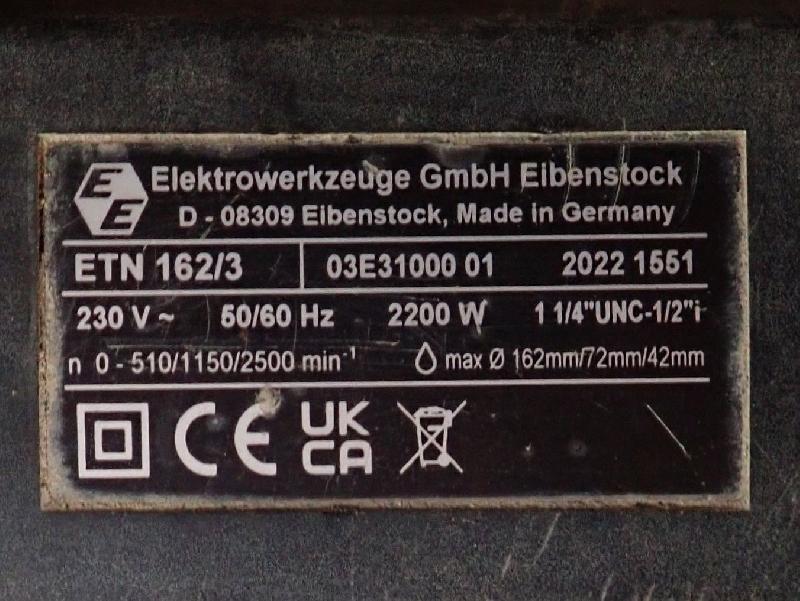 EE
Elektrowerkzeuge GmbH Eibenstock
D - 08309 Eibenstock, Made in Germany
ETN 162/3 03E31000 01 2022 1551
230 V ~ 50/60 Hz 2200 W 1 1/4"UNC-1/2"i
n 0 - 510/1150/2500 min⁻¹ max Ø 162mm/72mm/42mm
CE UK CA